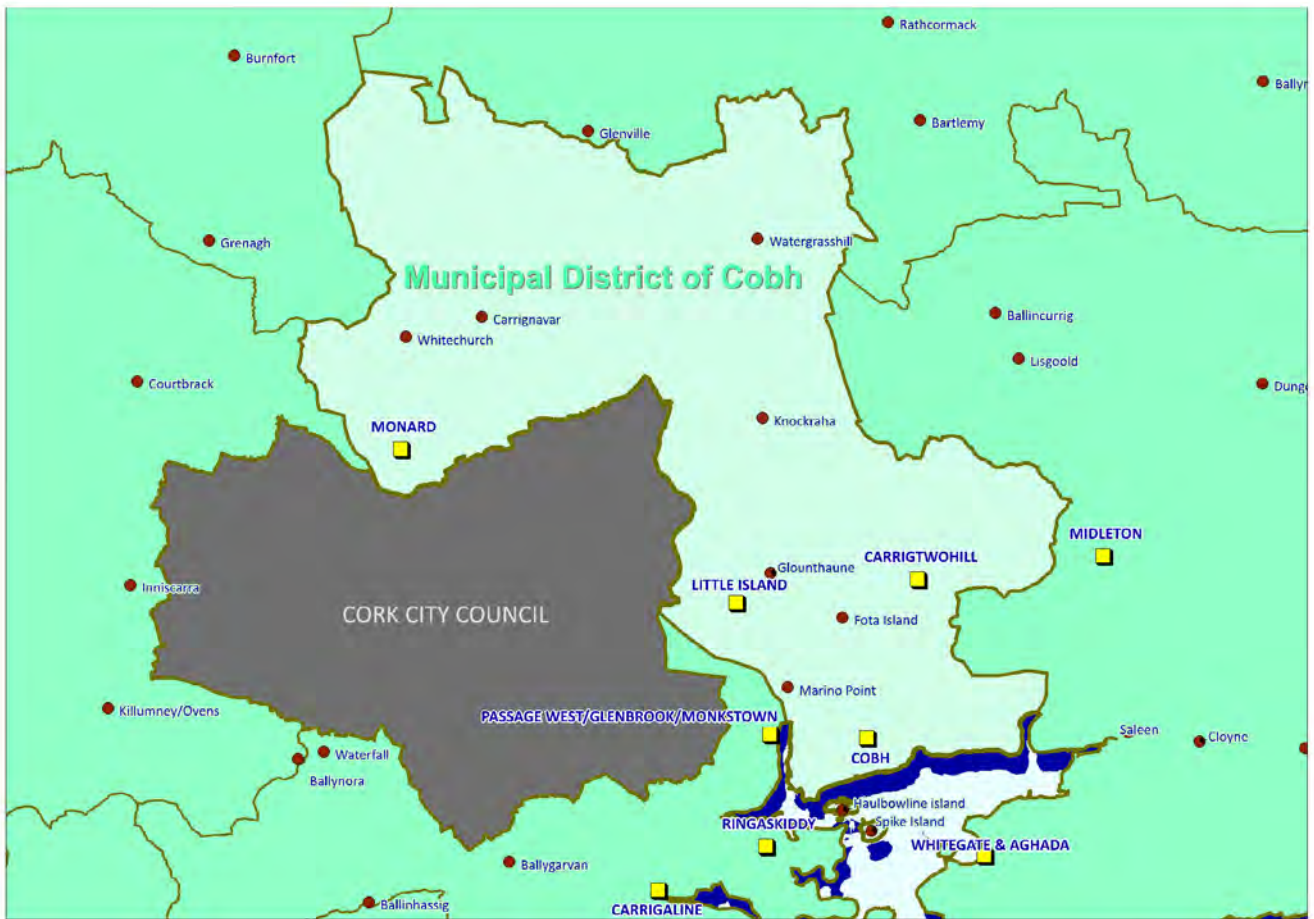 Rathcormack
Burnfort
Ballyr
Bartlemy
Glenville
Grenagh
Watergrasshill
Municipal District of Cobh
Ballincurrig
Carrignavar
Whitechurch
Lisgoold
Courtbrack
Dung
Knockraha
MONARD
MIDLETON
CARRIGTWOHILL
Glounthaune
LITTLE ISLAND
Inniscarra
CORK CITY COUNCIL
Fota Island
Marino Point
Killumney/Ovens
PASSAGE WEST/GLENBROOK/MONKSTOWN
Saleen
Cloyne
Waterfall
COBH
Ballynora
Haulbowline island
RINGASKIDDY
Spike Island
WHITEGATE & AGHADA
Ballygarvan
Ballinhassig
CARRIGALINE